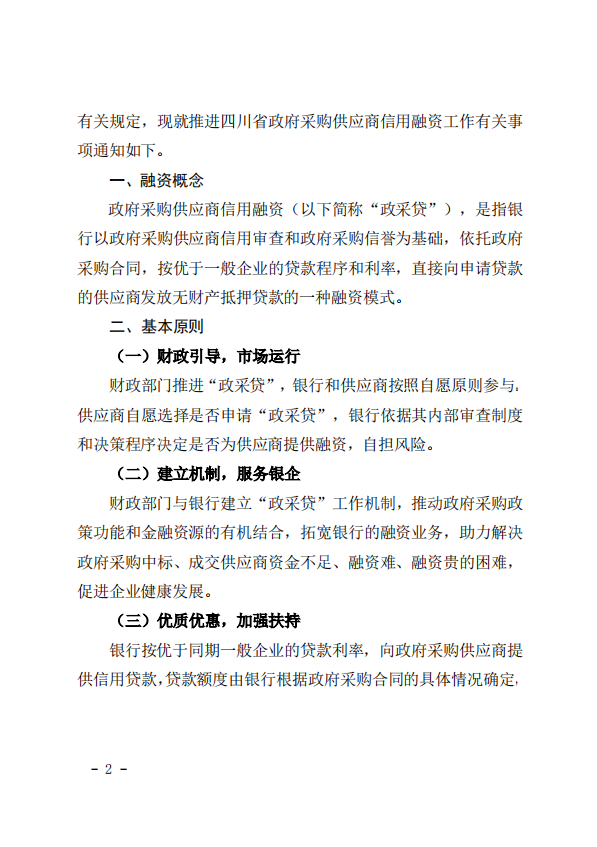 有关规定，现就推进四川省政府采购供应商信用融资工作有关事
项通知如下。
一、融资概念
政府采购供应商信用融资（以下简称“政采贷”），是指银
行以政府采购供应商信用审查和政府采购信誉为基础，依托政府
采购合同，按优于一般企业的贷款程序和利率，直接向申请贷款
的供应商发放无财产抵押贷款的一种融资模式。
二、基本原则
（一）财政引导，市场运行
财政部门推进“政采贷”，银行和供应商按照自愿原则参与。
供应商自愿选择是否申请“政采贷”，银行依据其内部审查制度
和决策程序决定是否为供应商提供融资，自担风险。
（二）建立机制，服务银企
财政部门与银行建立“政采贷”工作机制，推动政府采购政
策功能和金融资源的有机结合，拓宽银行的融资业务，助力解决
政府采购中标、成交供应商资金不足、融资难、融资贵的困难，
促进企业健康发展。
（三）优质优惠，加强扶持
银行按优于同期一般企业的贷款利率，向政府采购供应商提
供信用贷款，贷款额度由银行根据政府采购合同的具体情况确定，
- 2 -